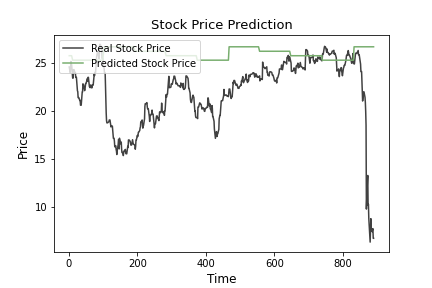 Stock Price Prediction
Real Stock Price
Predicted Stock Price
25
20
15
10
Price
0 200 400 600 800
Time